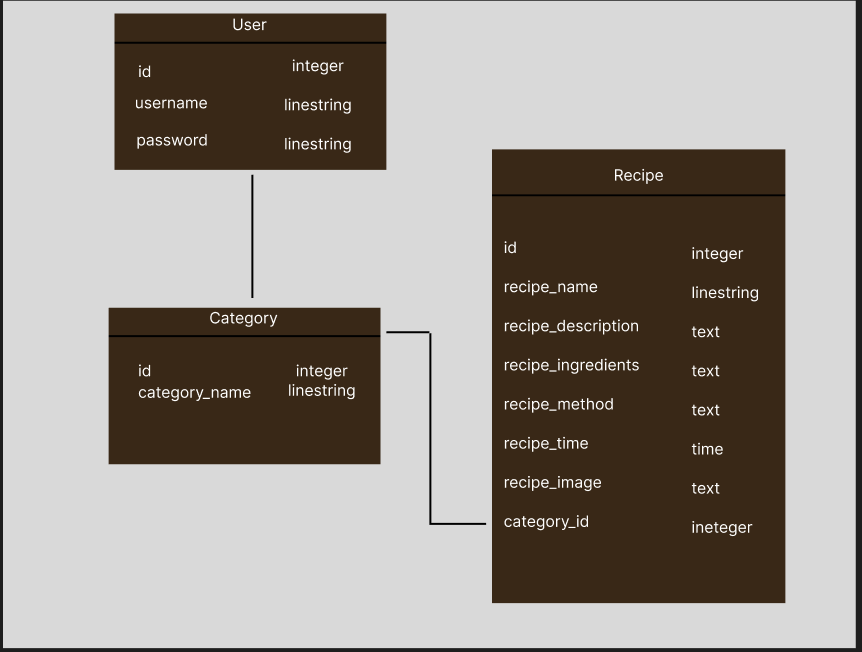 User
id integer
username linestring
password linestring
Category
id integer
category_name linestring
Recipe
id integer
recipe_name linestring
recipe_description text
recipe_ingredients text
recipe_method text
recipe_time time
recipe_image text
category_id ineteger